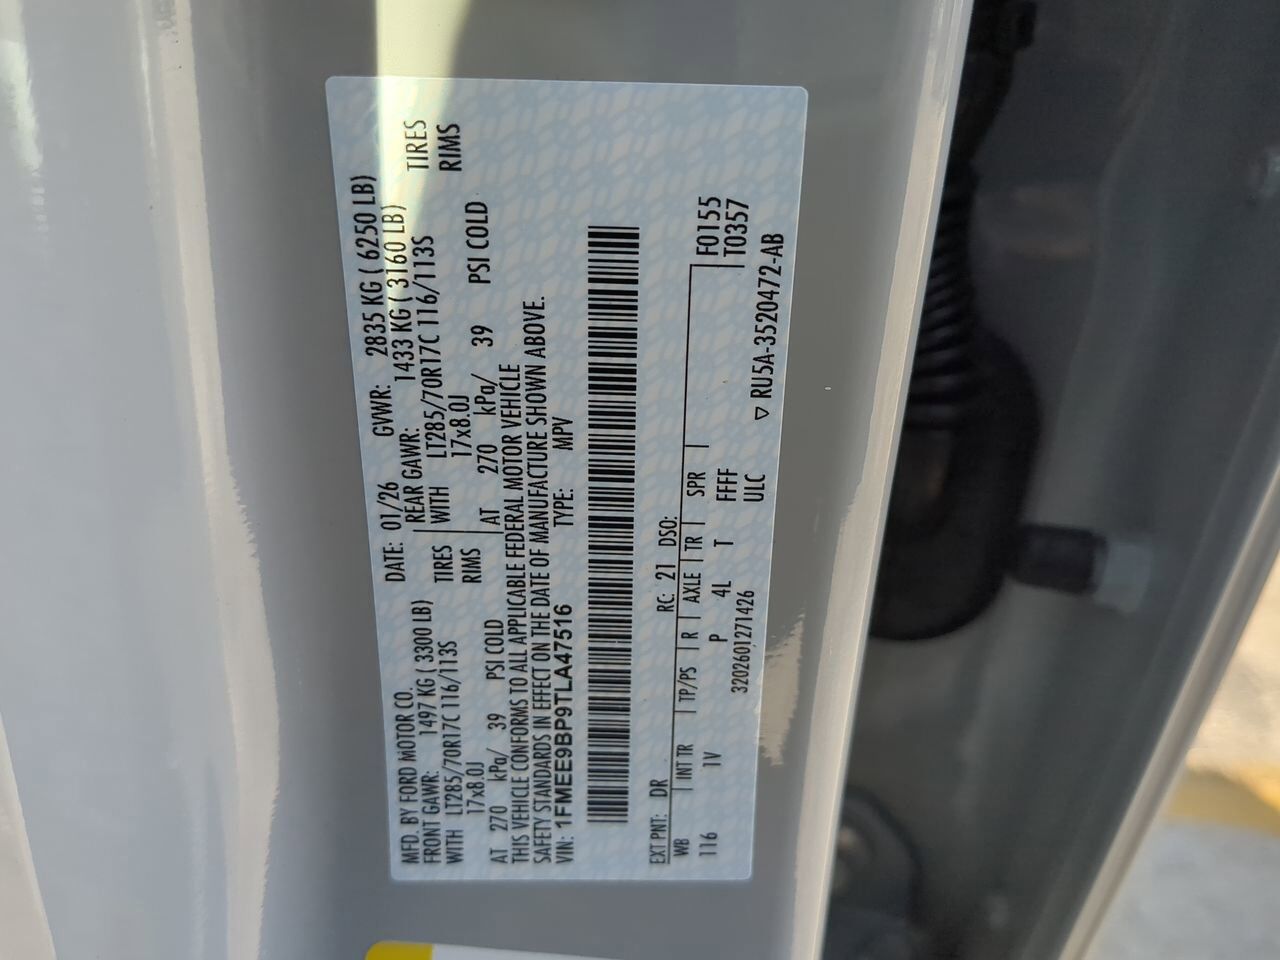 MFD. BY FORD MOTOR CO.
DATE: 01/26 GVWR: 2835 KG ( 6250 LB)
FRONT GAWR: 1497 KG ( 3300 LB) REAR GAWR: 1433 KG ( 3160 LB)
WITH LT285/70R17C 116/113S TIRES WITH LT285/70R17C 116/113S TIRES
17x8.0J RIMS 17x8.0J RIMS
AT 270 kPa/ 39 PSI COLD AT 270 kPa/ 39 PSI COLD
THIS VEHICLE CONFORMS TO ALL APPLICABLE FEDERAL MOTOR VEHICLE
SAFETY STANDARDS IN EFFECT ON THE DATE OF MANUFACTURE SHOWN ABOVE.
VIN: 1FMEE9BP9TLA47516 TYPE: MPV
EXT PNT: DR RC: 21 DSO:
WB INT TR TP/PS R AXLE TR SPR F0155
116 1V P 4L T FFFF T0357
3202601271426 ULC
▽ RU5A-3520472-AB